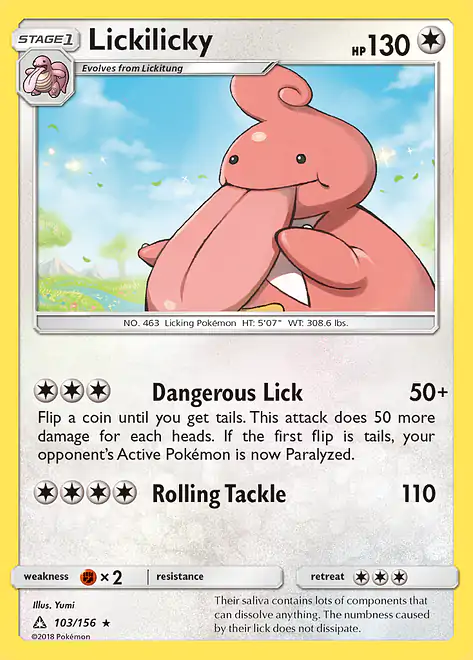 STAGE 1
Lickilicky
HP 130
Evolves from Lickitung
NO. 463 Licking Pokémon HT: 5'07" WT: 308.6 lbs.
Dangerous Lick 50+
Flip a coin until you get tails. This attack does 50 more
damage for each heads. If the first flip is tails, your
opponent's Active Pokémon is now Paralyzed.
Rolling Tackle 110
weakness ×2 resistance retreat
Illus. Yumi
103/156 ★
©2018 Pokémon
Their saliva contains lots of components that
can dissolve anything. The numbness caused
by their lick does not dissipate.